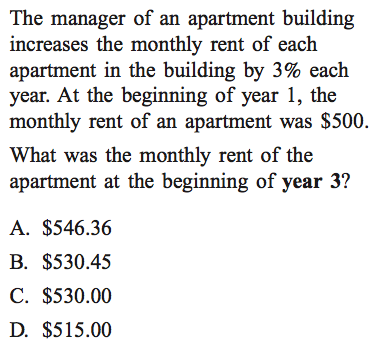 The manager of an apartment building
increases the monthly rent of each
apartment in the building by 3% each
year. At the beginning of year 1, the
monthly rent of an apartment was $500.
What was the monthly rent of the
apartment at the beginning of year 3?
A. $546.36
B. $530.45
C. $530.00
D. $515.00